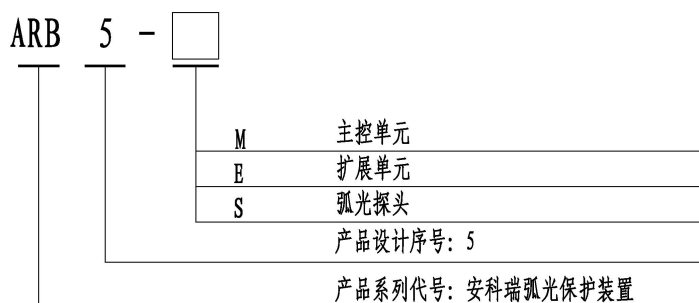 ARB 5 -
M 主控单元
E 扩展单元
S 弧光探头
产品设计序号：5
产品系列代号：安科瑞弧光保护装置